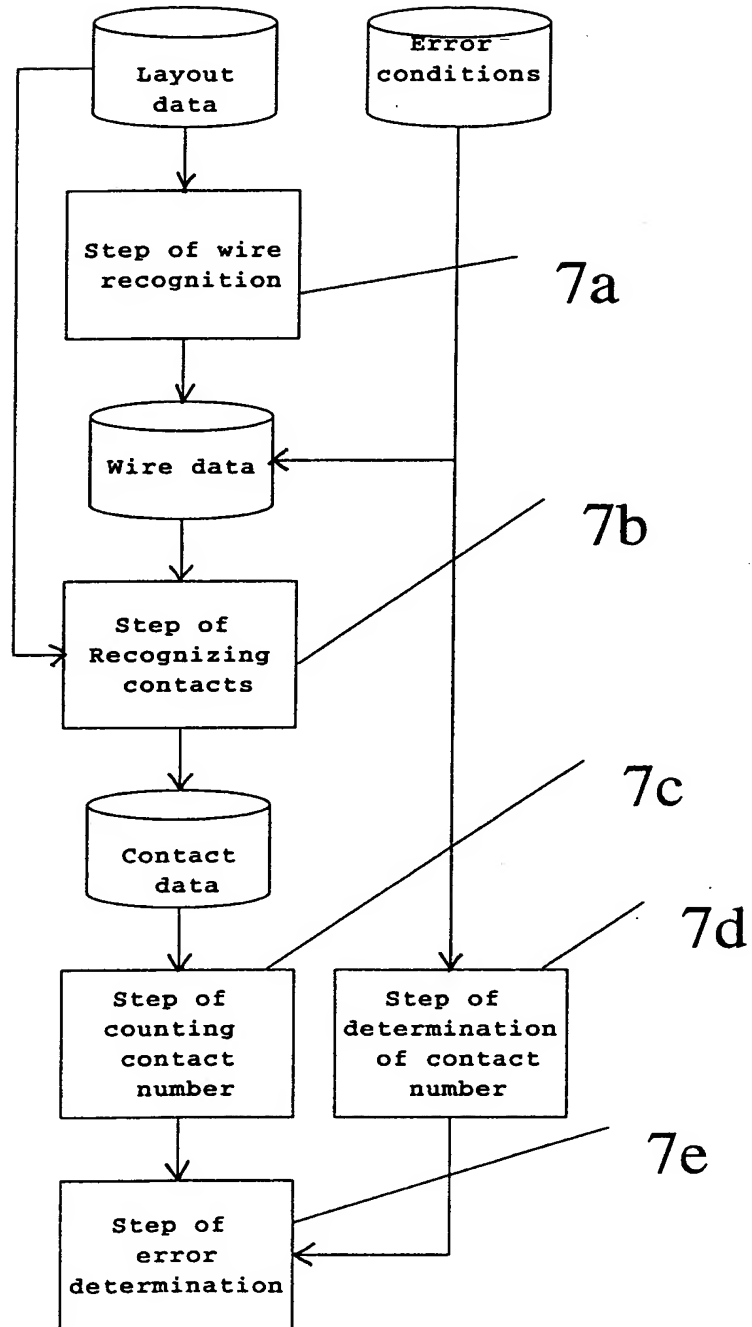 Layout
data
Error
conditions
Step of wire
recognition
7a
Wire data
7b
Step of
Recognizing
contacts
7c
Contact
data
7d
Step of
counting
contact
number
Step of
determination
of contact
number
7e
Step of
error
determination